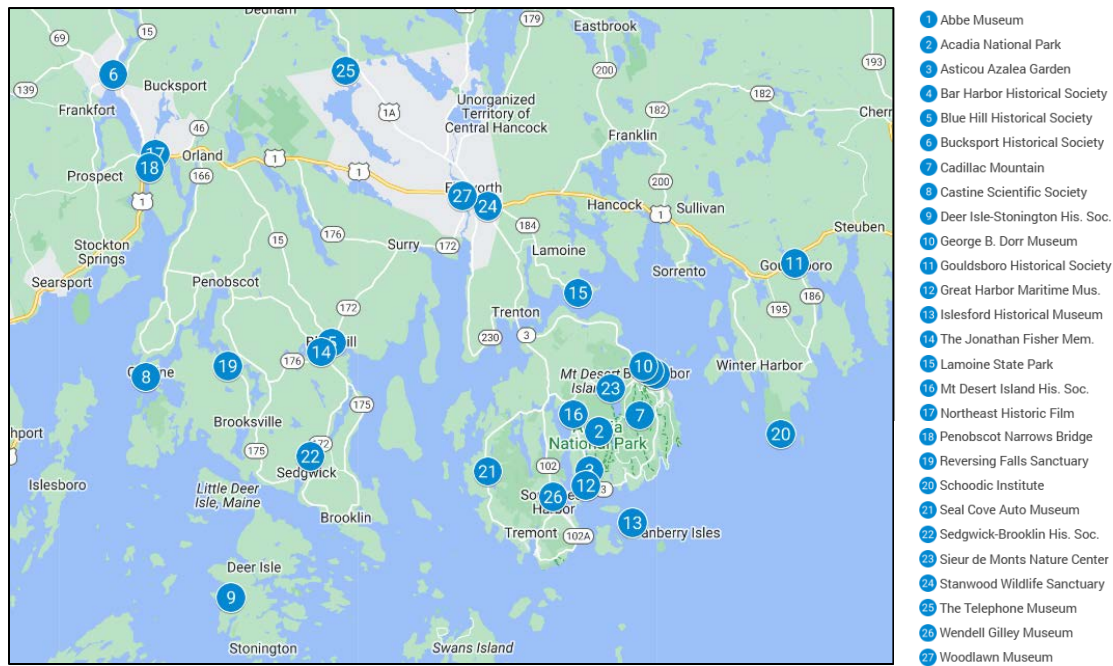 Dedham
179
Eastbrook
69
15
193
200
6
25
Bucksport
139
Frankfort
1A
Unorganized
Territory of
Central Hancock
182
182
46
Franklin
17
Orland
1
18
Prospect
166
1
200
27
24
Hancock
1
Sullivan
1
184
Steuben
Stockton
Springs
15
176
Surry
172
Lamoine
11
Searsport
Penobscot
Sorrento
15
186
195
172
Trenton
230
3
5
14
176
10
8
19
Mt Desert
Island
23
Winter Harbor
175
16
7
Brooksville
2
National Park
20
172
175
22
Sedgwick
21
102
3
12
3
Islesboro
Little Deer
Isle, Maine
26
Harbor
Brooklin
13
Tremont
102A
Deer Isle
9
Stonington
Swans Island
1 Abbe Museum
2 Acadia National Park
3 Asticou Azalea Garden
4 Bar Harbor Historical Society
5 Blue Hill Historical Society
6 Bucksport Historical Society
7 Cadillac Mountain
8 Castine Scientific Society
9 Deer Isle-Stonington His. Soc.
10 George B. Dorr Museum
11 Gouldsboro Historical Society
12 Great Harbor Maritime Mus.
13 Islesford Historical Museum
14 The Jonathan Fisher Mem.
15 Lamoine State Park
16 Mt Desert Island His. Soc.
17 Northeast Historic Film
18 Penobscot Narrows Bridge
19 Reversing Falls Sanctuary
20 Schoodic Institute
21 Seal Cove Auto Museum
22 Sedgwick-Brooklin His. Soc.
23 Sieur de Monts Nature Center
24 Stanwood Wildlife Sanctuary
25 The Telephone Museum
26 Wendell Gilley Museum
27 Woodlawn Museum